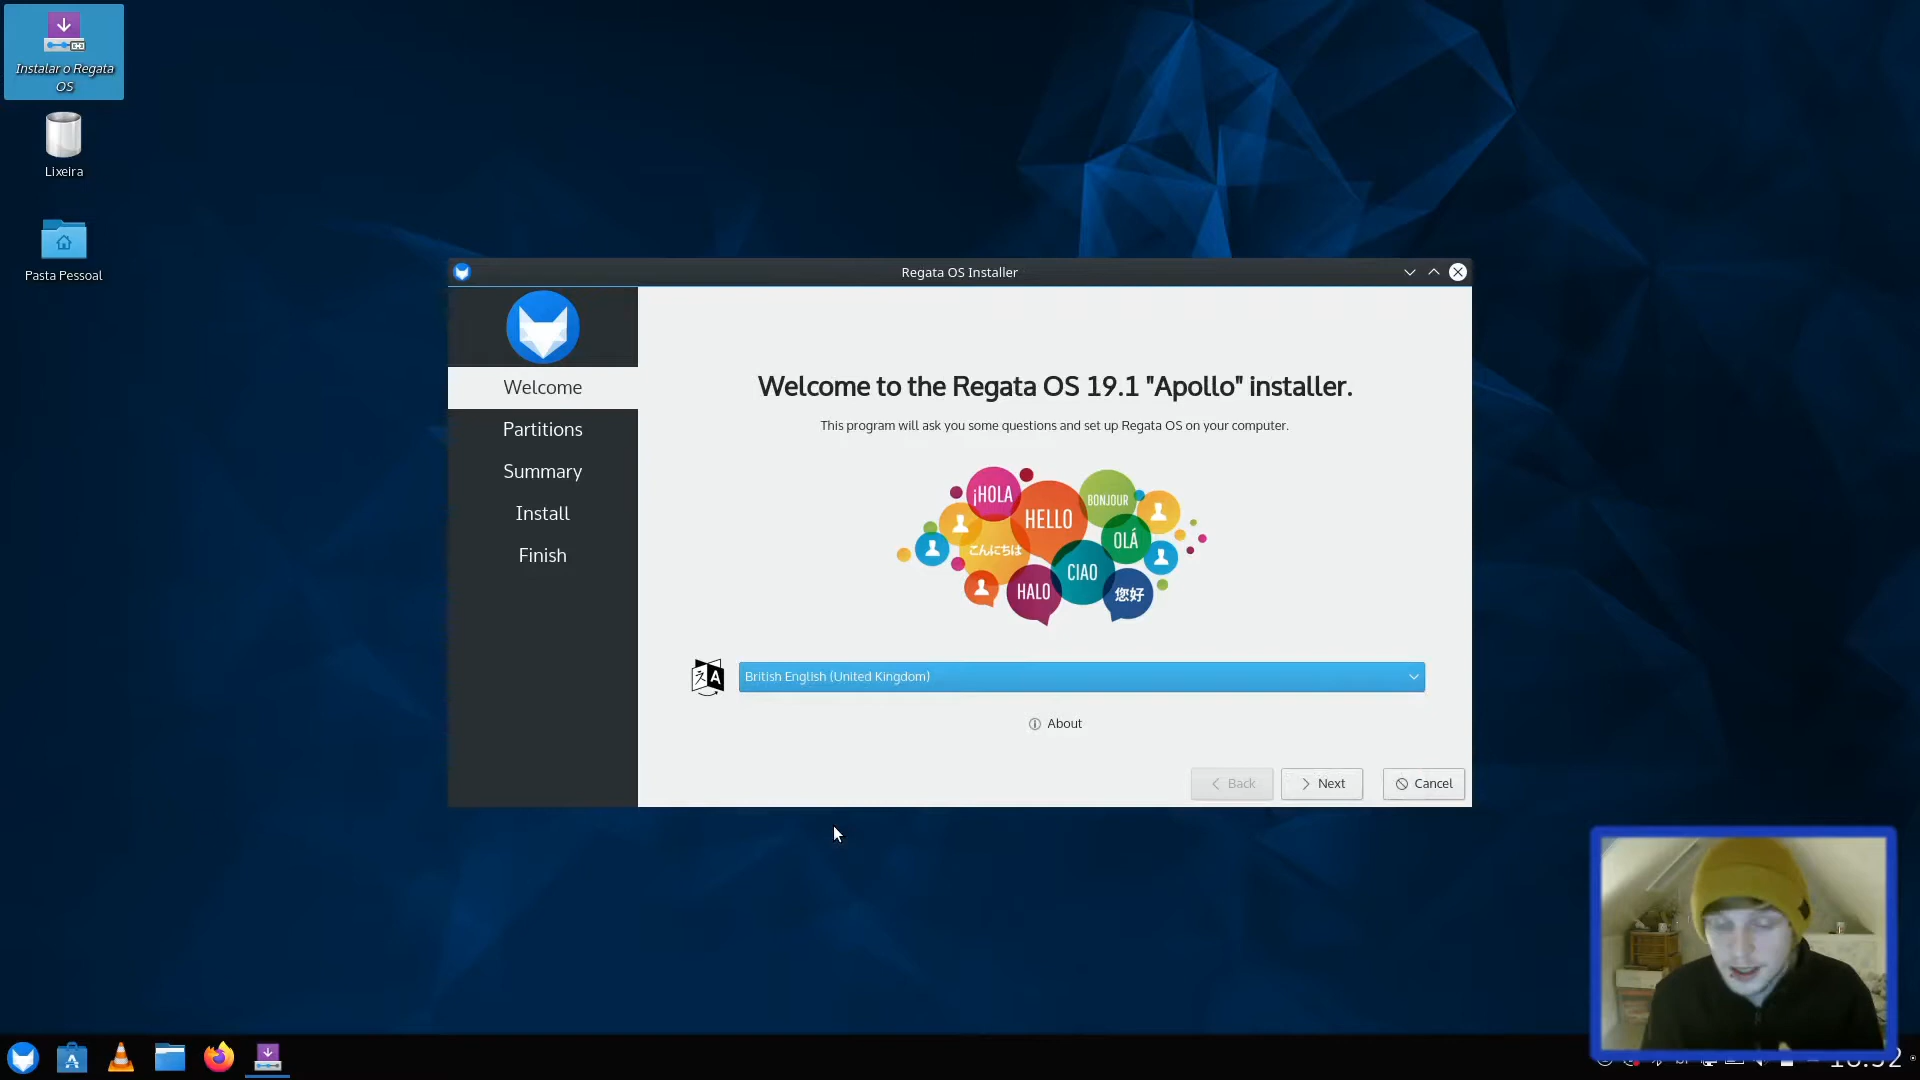 Instalar o Regata
OS
Lixeira
Pasta Pessoal
Regata OS Installer
Welcome
Partitions
Summary
Install
Finish
Welcome to the Regata OS 19.1 "Apollo" installer.
This program will ask you some questions and set up Regata OS on your computer.
¡HOLA
HELLO
BONJOUR
こんにちは
OLÁ
CIAO
HALO
您好
British English (United Kingdom)
About
Back
Next
Cancel